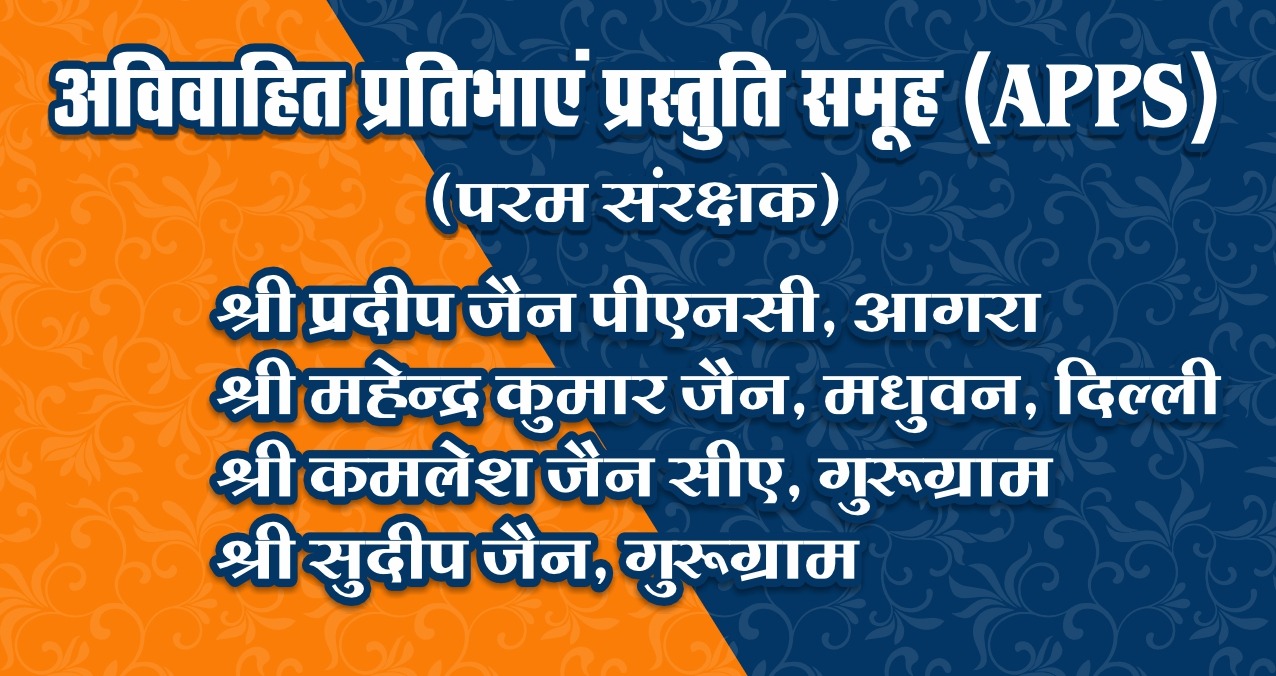 अविवाहित प्रतिभाएं प्रस्तुति समूह (APPS)
(परम संरक्षक)
श्री प्रदीप जैन पीएनसी, आगरा
श्री महेन्द्र कुमार जैन, मधुवन, दिल्ली
श्री कमलेश जैन सीए, गुरूग्राम
श्री सुदीप जैन, गुरूग्राम